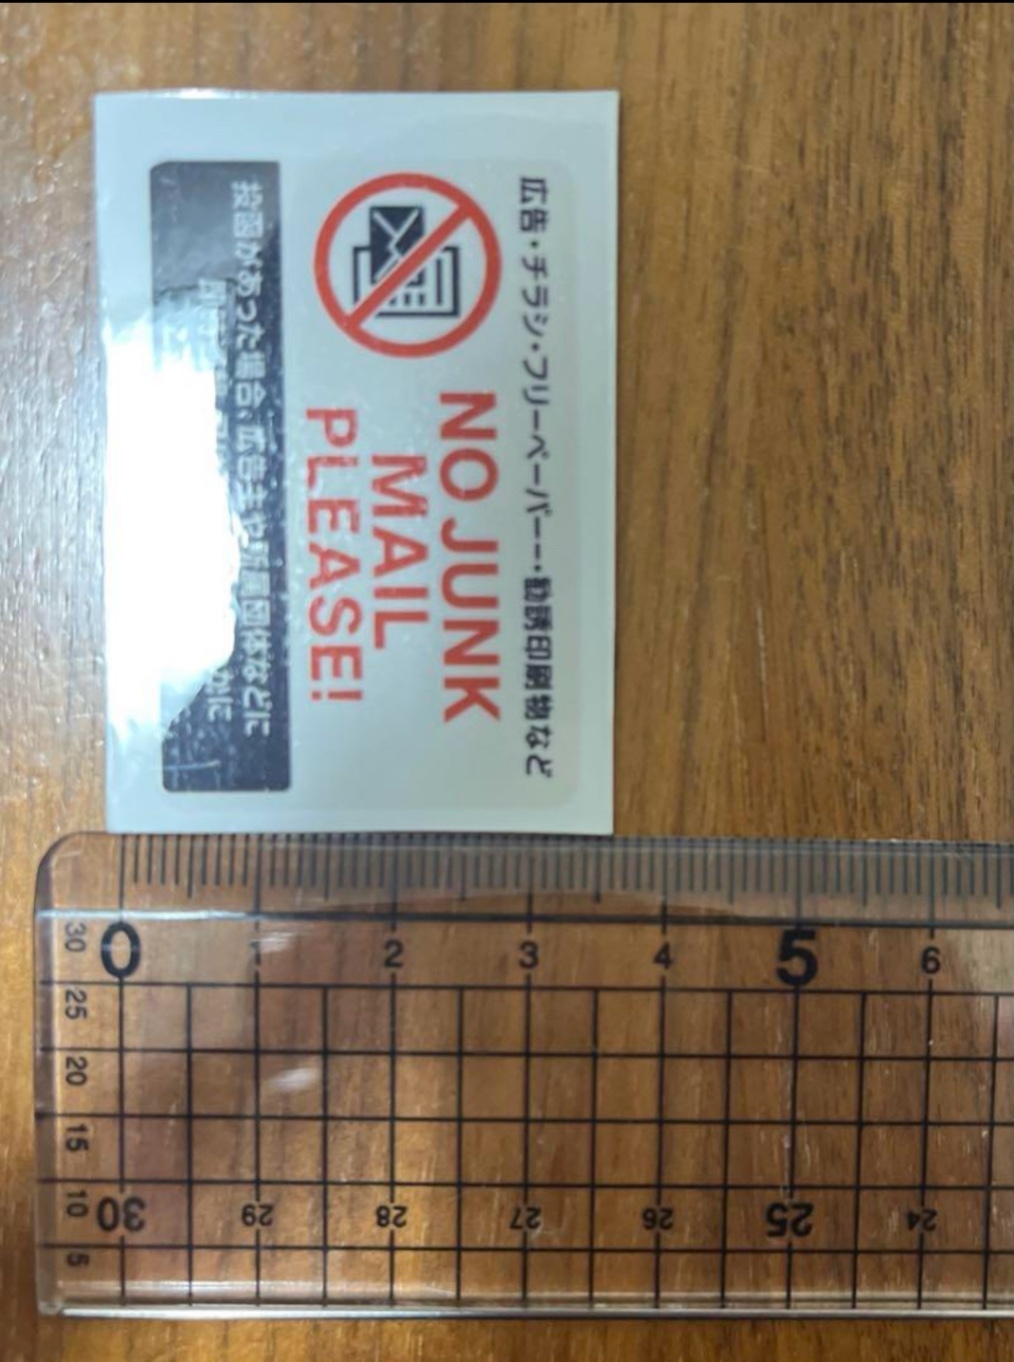 広告・チラシ・フリーペーパー・勧誘印刷物など
NO JUNK
MAIL
PLEASE!
投函があった場合、広告主や所属団体などに
0 1 2 3 4 5 6
30 29 28 27 26 25 24
30
25
20
15
10
5